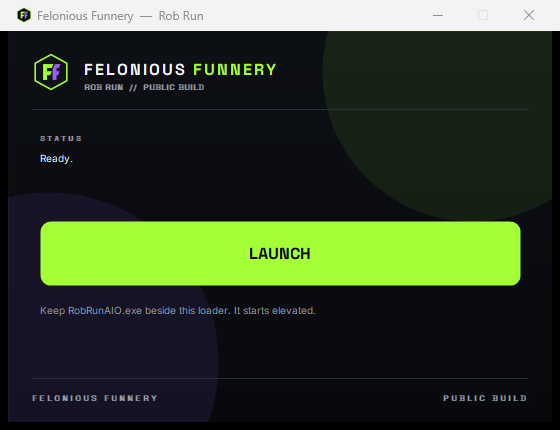 Felonious Funnery — Rob Run
FF
FELONIOUS FUNNERY
ROB RUN // PUBLIC BUILD
STATUS
Ready.
LAUNCH
Keep RobRunAIO.exe beside this loader. It starts elevated.
FELONIOUS FUNNERY
PUBLIC BUILD